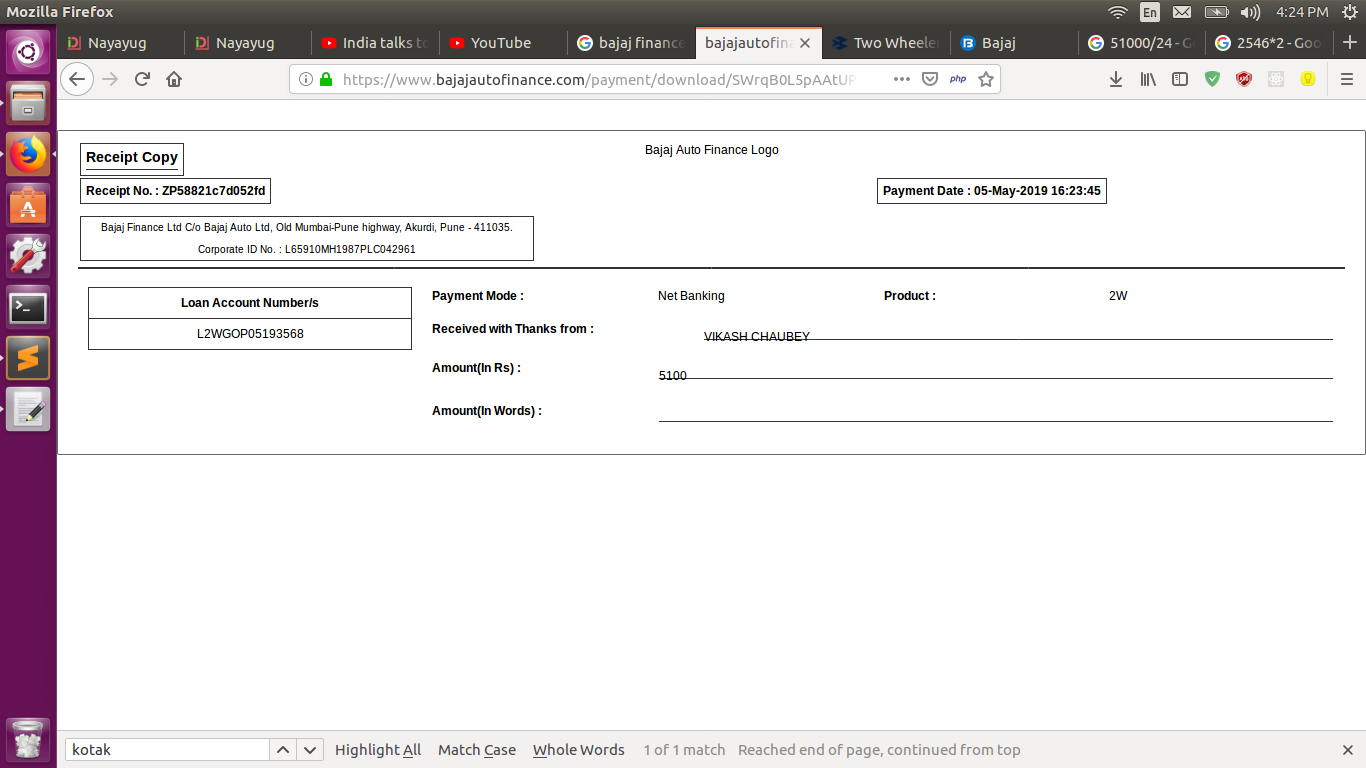 Mozilla Firefox
En
4:24 PM
Nayayug
Nayayug
India talks to
YouTube
bajaj finance
bajajautofina
Two Wheeler
Bajaj
51000/24 - G
2546*2 - Goo
https://www.bajajautofinance.com/payment/download/SWrqB0L5pAAtUP
php
Receipt Copy
Bajaj Auto Finance Logo
Receipt No. : ZP58821c7d052fd
Payment Date : 05-May-2019 16:23:45
Bajaj Finance Ltd C/o Bajaj Auto Ltd, Old Mumbai-Pune highway, Akurdi, Pune - 411035.
Corporate ID No. : L65910MH1987PLC042961
Loan Account Number/s
L2WGOP05193568
Payment Mode : Net Banking Product : 2W
Received with Thanks from : VIKASH CHAUBEY
Amount(In Rs) : 5100
Amount(In Words) :
kotak
Highlight All Match Case Whole Words 1 of 1 match Reached end of page, continued from top